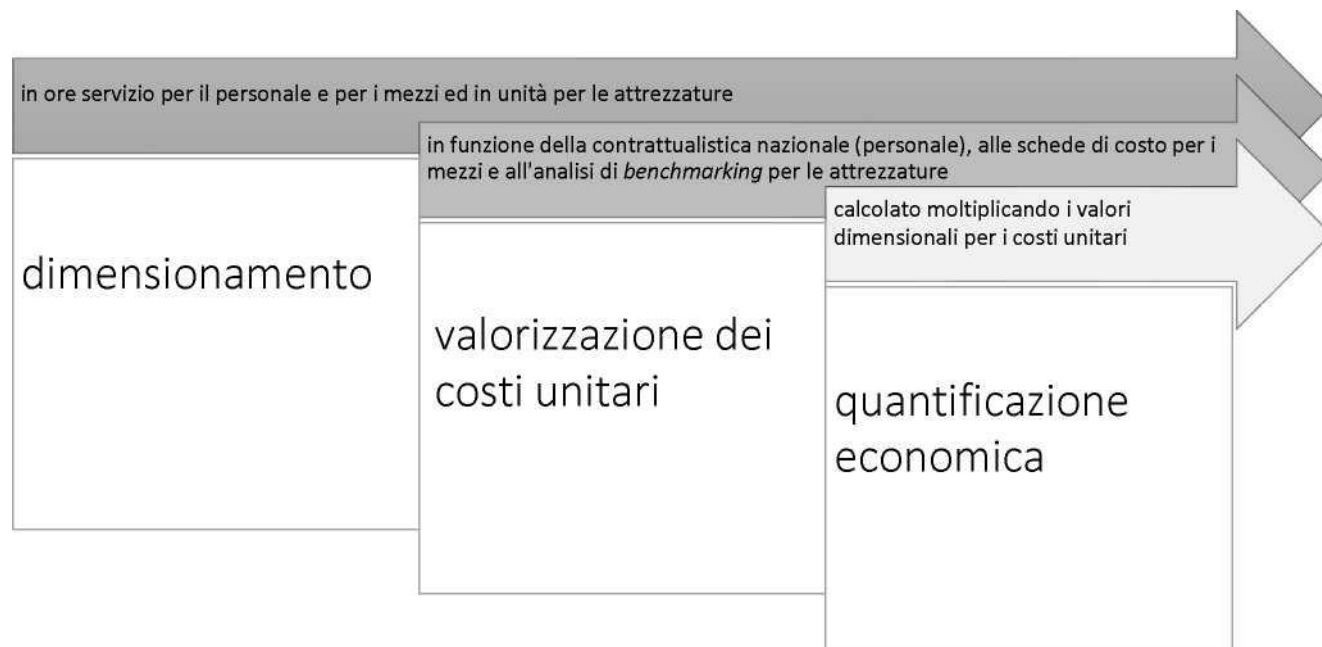 in ore servizio per il personale e per i mezzi ed in unità per le attrezzature
dimensionamento
in funzione della contrattualistica nazionale (personale), alle schede di costo per i
mezzi e all'analisi di benchmarking per le attrezzature
valorizzazione dei
costi unitari
calcolato moltiplicando i valori
dimensionali per i costi unitari
quantificazione
economica